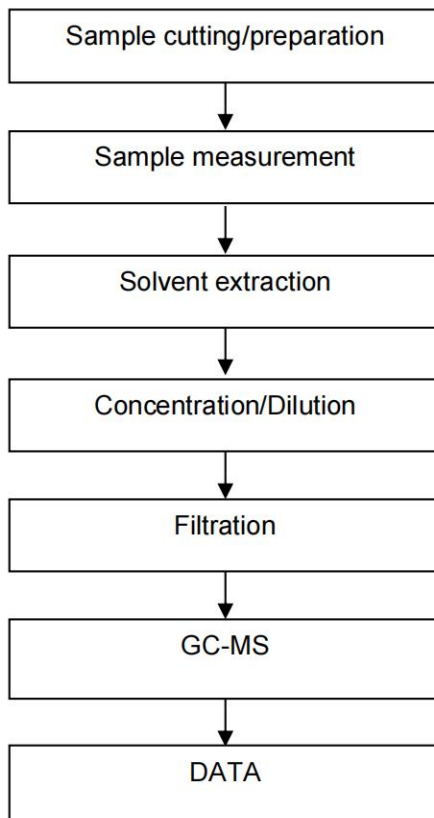 Sample cutting/preparation
Sample measurement
Solvent extraction
Concentration/Dilution
Filtration
GC-MS
DATA